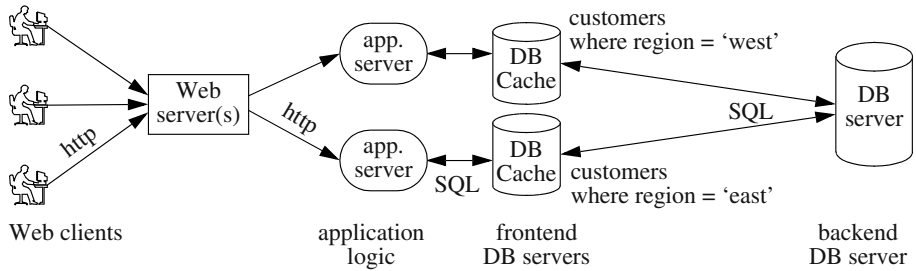 customers
where region = ‘west’
app.
server
DB
Cache
Web
server(s)
http
http
DB
server
SQL
app.
server
SQL
DB
Cache
customers
where region = ‘east’
Web clients
application
logic
frontend
DB servers
backend
DB server